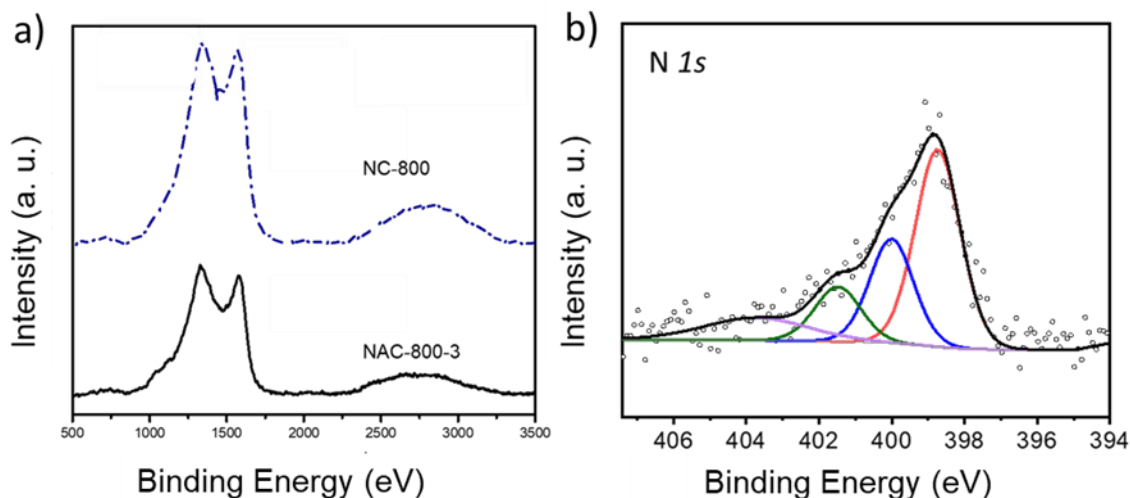 a)
Intensity (a. u.)
NC-800
NAC-800-3
500 1000 1500 2000 2500 3000 3500
Binding Energy (eV)
b)
Intensity (a. u.)
N 1s
406 404 402 400 398 396 394
Binding Energy (eV)